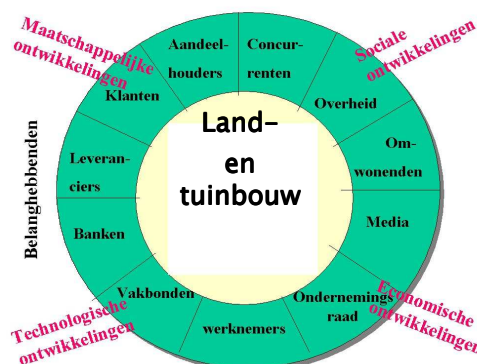 Maatschappelijke
ontwikkelingen
Sociale
ontwikkelingen
Aandeel-
houders
Concur-
renten
Klanten
Overheid
Leveran-
ciers
Om-
wonenden
Banken
Media
Vakbonden
Ondernemings
raad
werknemers
Land-
en
tuinbouw
Belanghebbenden
Technologische
ontwikkelingen
Economische
ontwikkelingen